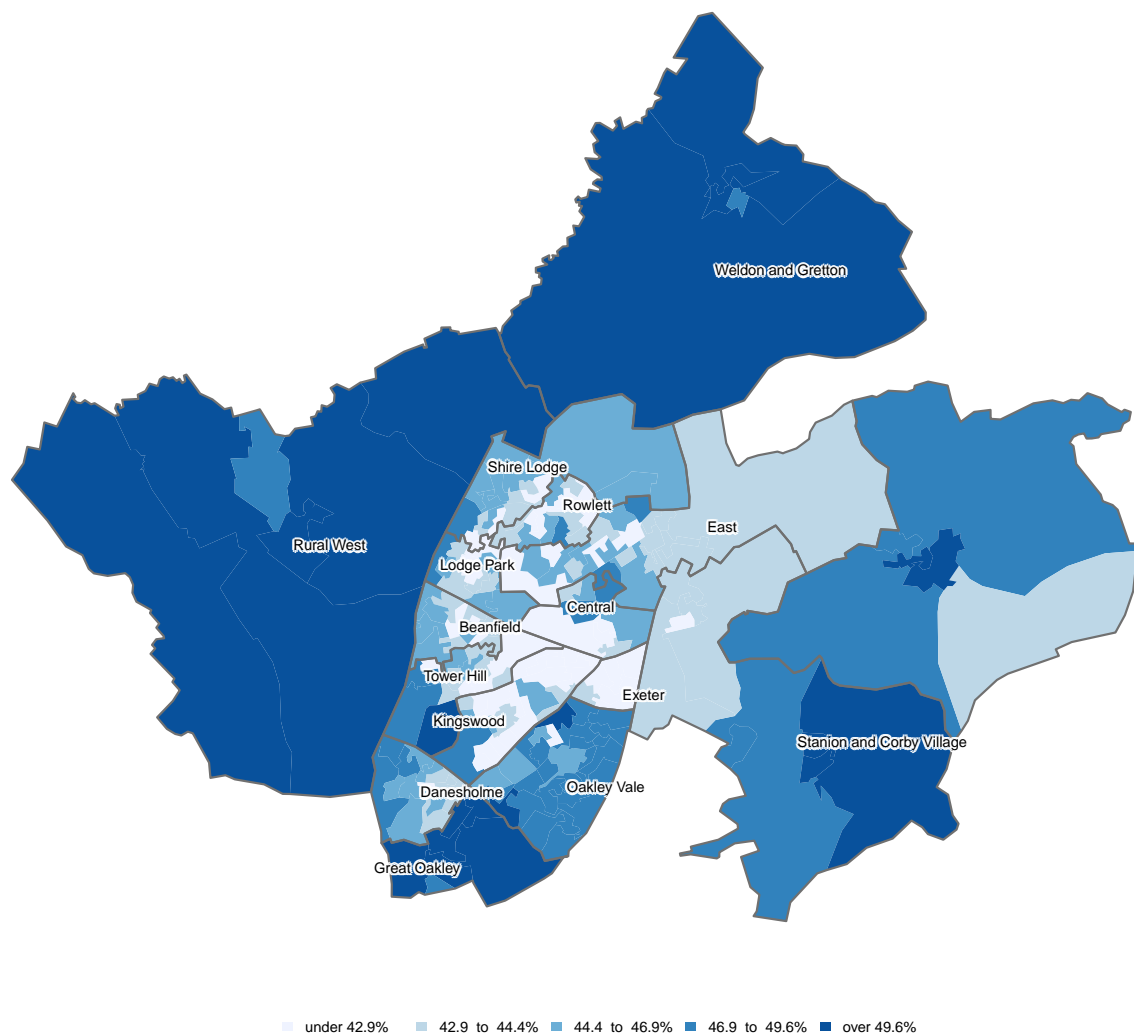 Weldon and Gretton
Shire Lodge
Rowlett
East
Rural West
Lodge Park
Central
Beanfield
Tower Hill
Exeter
Kingswood
Stanion and Corby Village
Oakley Vale
Danesholme
Great Oakley
under 42.9% 42.9 to 44.4% 44.4 to 46.9% 46.9 to 49.6% over 49.6%